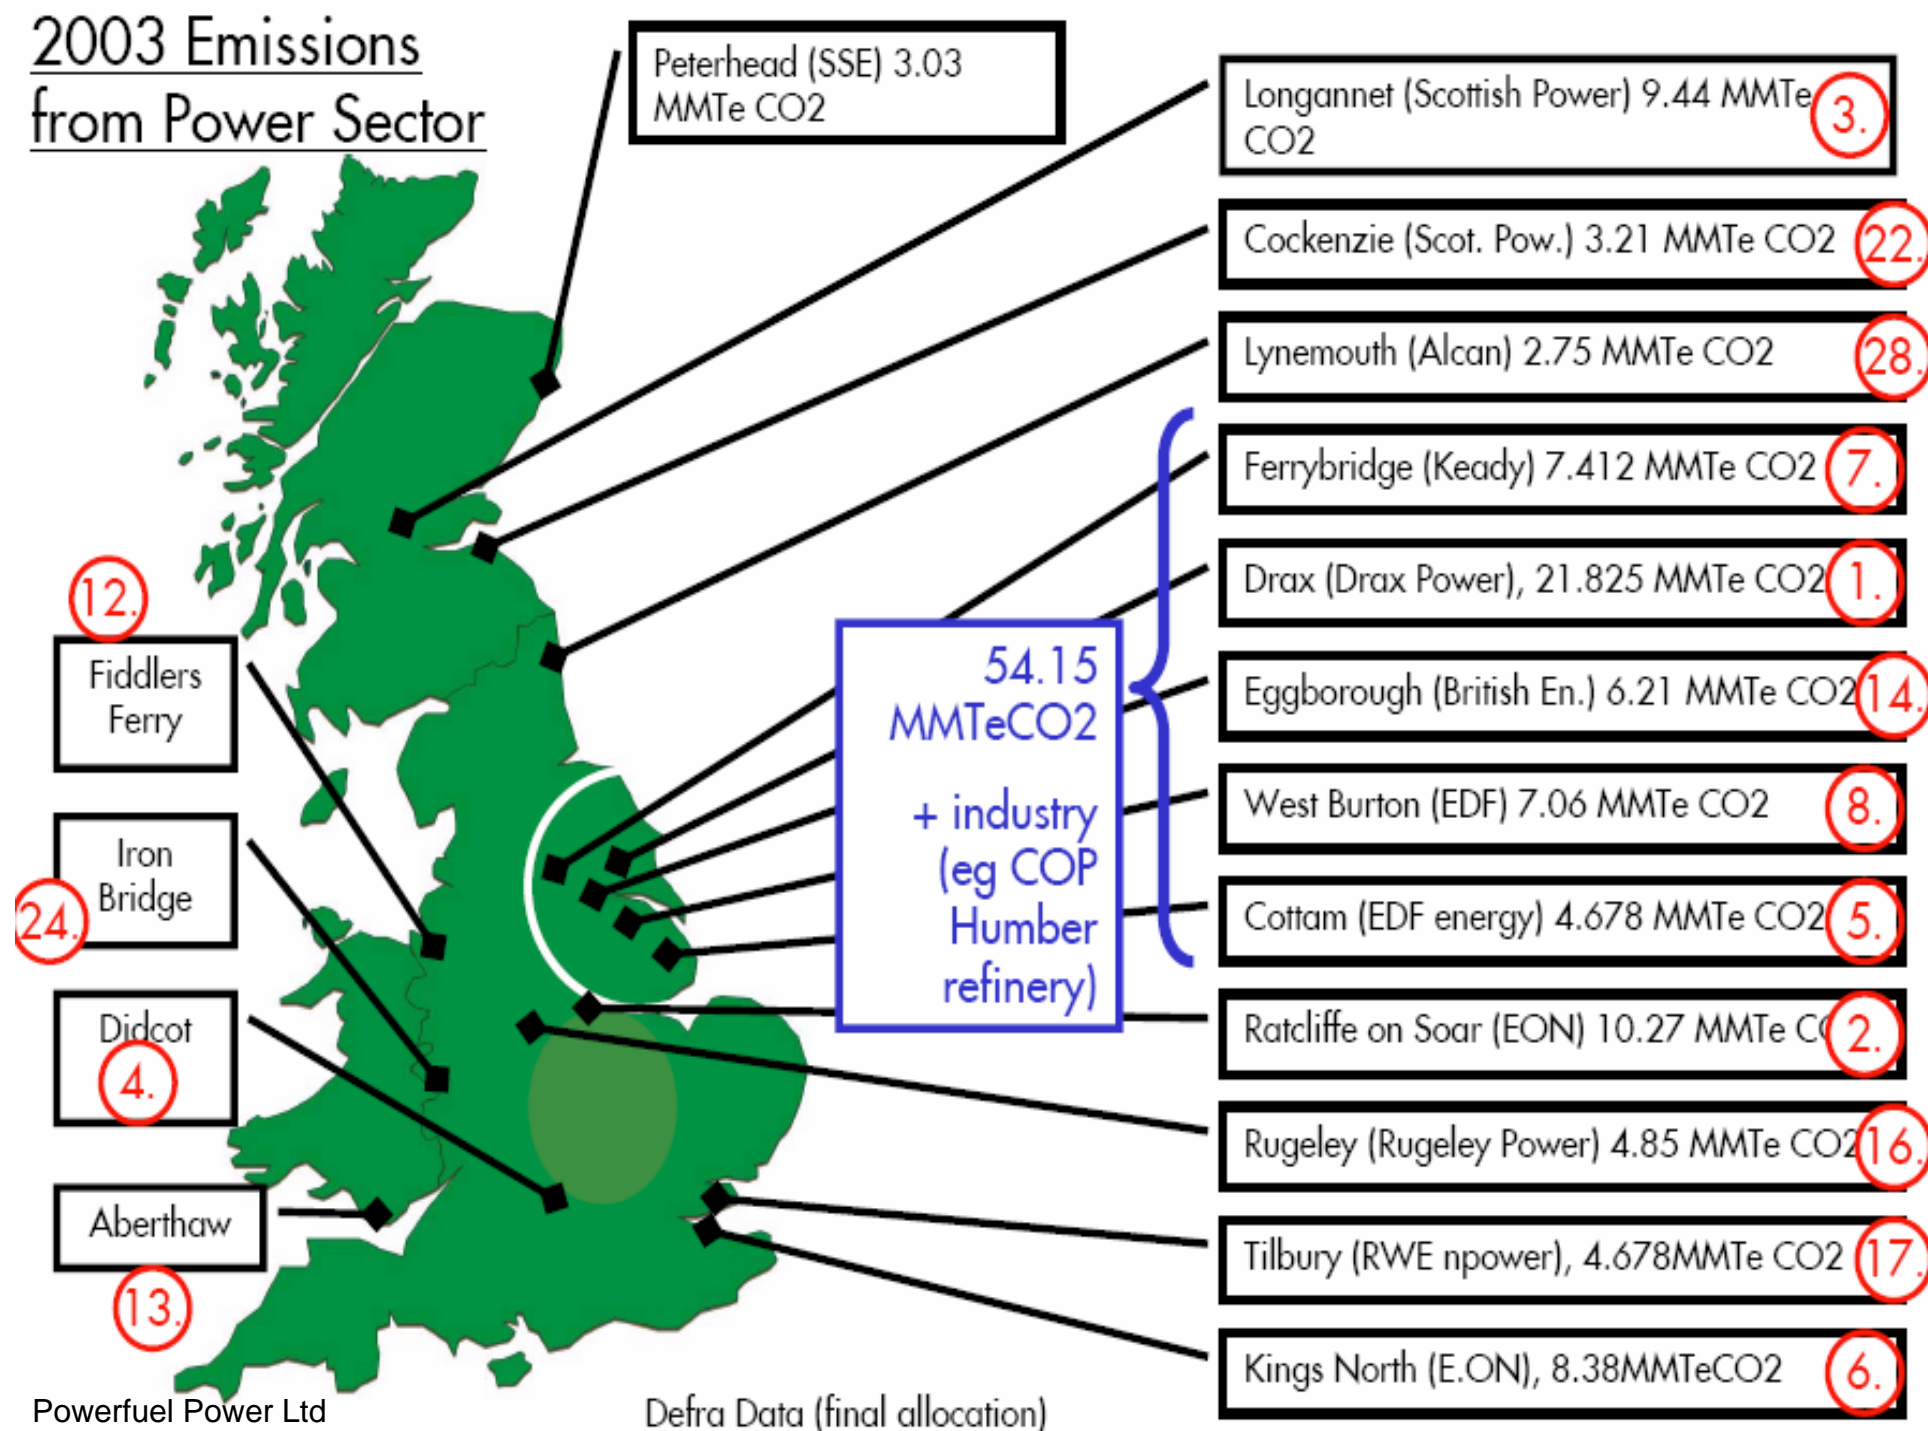 2003 Emissions
from Power Sector
Peterhead (SSE) 3.03
MMTe CO2
Longannet (Scottish Power) 9.44 MMTe
CO2
3.
Cockenzie (Scot. Pow.) 3.21 MMTe CO2
22.
Lynemouth (Alcan) 2.75 MMTe CO2
28.
Ferrybridge (Keady) 7.412 MMTe CO2
7.
Drax (Drax Power), 21.825 MMTe CO2
1.
Eggborough (British En.) 6.21 MMTe CO2
14.
West Burton (EDF) 7.06 MMTe CO2
8.
Cottam (EDF energy) 4.678 MMTe CO2
5.
Ratcliffe on Soar (EON) 10.27 MMTe
2.
Rugeley (Rugeley Power) 4.85 MMTe CO2
16.
Tilbury (RWE npower), 4.678MMTe CO2
17.
Kings North (E.ON), 8.38MMTeCO2
6.
54.15
MMTeCO2
+ industry
(eg COP
Humber
refinery)
12.
Fiddlers
Ferry
Iron
Bridge
24.
Didcot
4.
Aberthaw
13.
Powerfuel Power Ltd
Defra Data (final allocation)